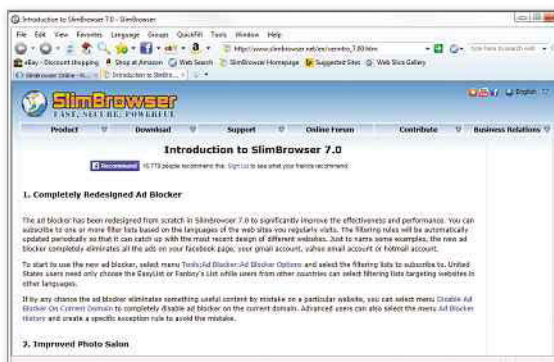 Introduction to SlimBrowser 7.0 - SlimBrowser
File Edit View Favorites Language Groups QuickFill Tools Window Help
eBay - Discount Shopping Shop at Amazon Web Search SlimBrowser Homepage Suggested Sites Web Slice Gallery
Introduction to SlimBro...
SlimBrowser
FAST, SECURE, POWERFUL
English
Product Download Support Online Forum Contribute Business Relations
Introduction to SlimBrowser 7.0
Recommend people recommend this. Sign Up to see what your friends recommend.
1. Completely Redesigned Ad Blocker
The ad blocker has been redesigned from scratch in SlimBrowser 7.0 to significantly improve the effectiveness and performance. You can
subscribe to one or more filter lists based on the languages of the web sites you regularly visits. The filtering rules will be automatically
updated periodically so that it can catch up with the most recent design of different websites. Just to name some examples, the new ad
blocker completely eliminates all the ads on your facebook page, your gmail account, yahoo email account or hotmail account.
To start to use the new ad blocker, select menu Tools:Ad Blocker:Ad Blocker Options and select the filtering lists to subscribe to. United
States users need only choose the EasyList or Fanboy's List while users from other countries can select filtering lists targeting websites in
other languages.
If by any chance the ad blocker eliminates something useful content by mistake on a particular website, you can select menu Disable Ad
Blocker On Current Domain to completely disable ad blocker on the current domain. Advanced users can also select the menu Ad Blocker
History and create a specific exception rule to avoid the mistake.
2. Improved Photo Salon